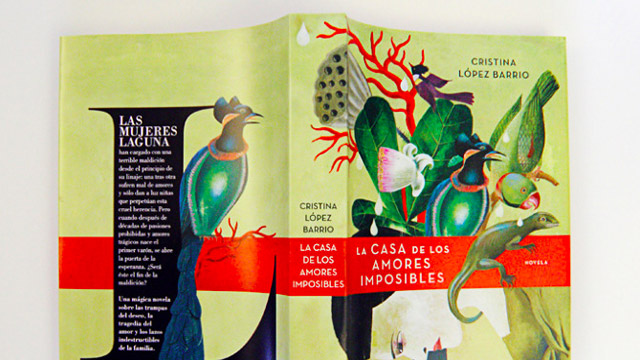 LAS
MUJERES
LAGUNA
han cargado con una
terrible maldición
desde el principio de
su linaje: una tras otra
sufren mal de amores
y sólo dan a luz niñas
que perpetúan esta
cruel herencia. Pero
cuando después de
décadas de pasiones
prohibidas y amores
trágicos nace el
primer varón, se abre
la puerta de la
esperanza. ¿Será
éste el fin de la
maldición?
Una mágica novela
sobre las trampas
del deseo, la
tragedia del
amor y los lazos
indestructibles
de la familia.
L
CRISTINA
LÓPEZ
BARRIO
LA CASA
DE LOS
AMORES
IMPOSIBLES
CRISTINA
LÓPEZ BARRIO
LA CASA DE LOS
AMORES
IMPOSIBLES
NOVELA